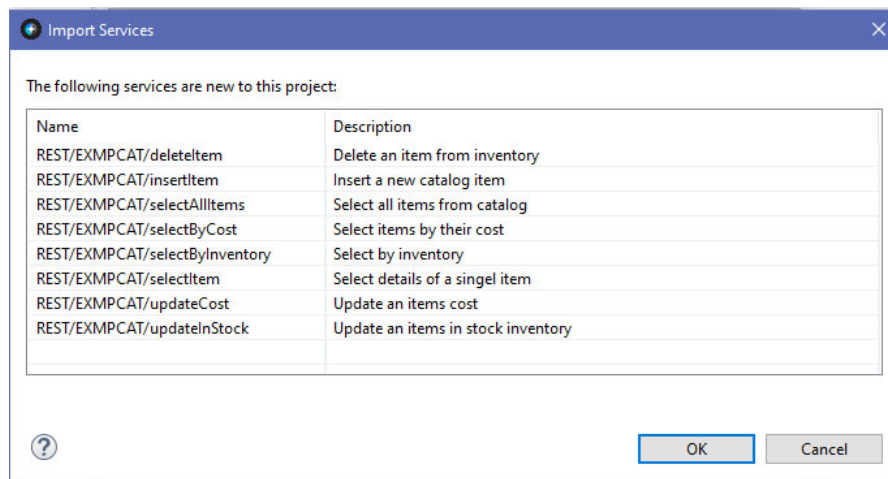 Import Services
The following services are new to this project:
Name Description
REST/EXMPCAT/deleteItem Delete an item from inventory
REST/EXMPCAT/insertItem Insert a new catalog item
REST/EXMPCAT/selectAllItems Select all items from catalog
REST/EXMPCAT/selectByCost Select items by their cost
REST/EXMPCAT/selectByInventory Select by inventory
REST/EXMPCAT/selectItem Select details of a singel item
REST/EXMPCAT/updateCost Update an items cost
REST/EXMPCAT/updateInStock Update an items in stock inventory
OK Cancel